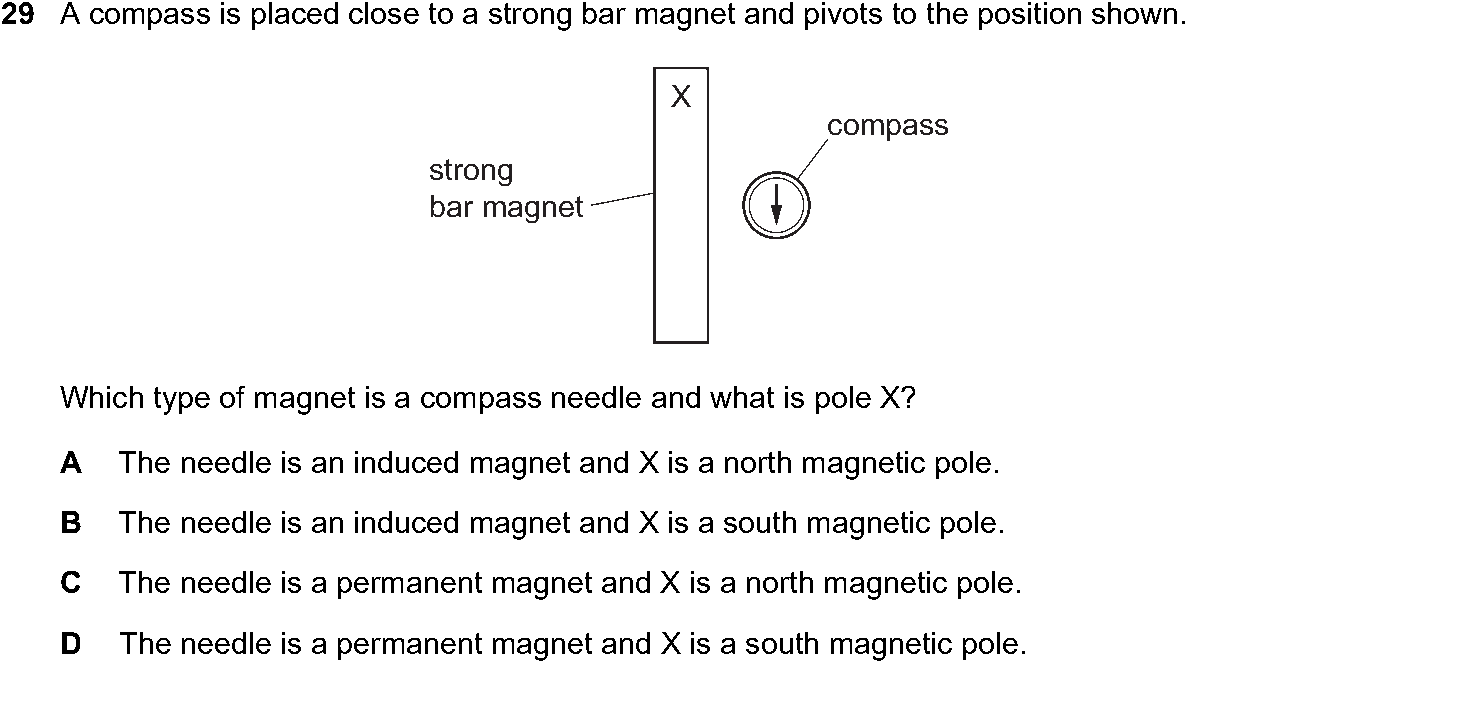 29 A compass is placed close to a strong bar magnet and pivots to the position shown.
X
compass
strong
bar magnet
Which type of magnet is a compass needle and what is pole X?
A The needle is an induced magnet and X is a north magnetic pole.
B The needle is an induced magnet and X is a south magnetic pole.
C The needle is a permanent magnet and X is a north magnetic pole.
D The needle is a permanent magnet and X is a south magnetic pole.